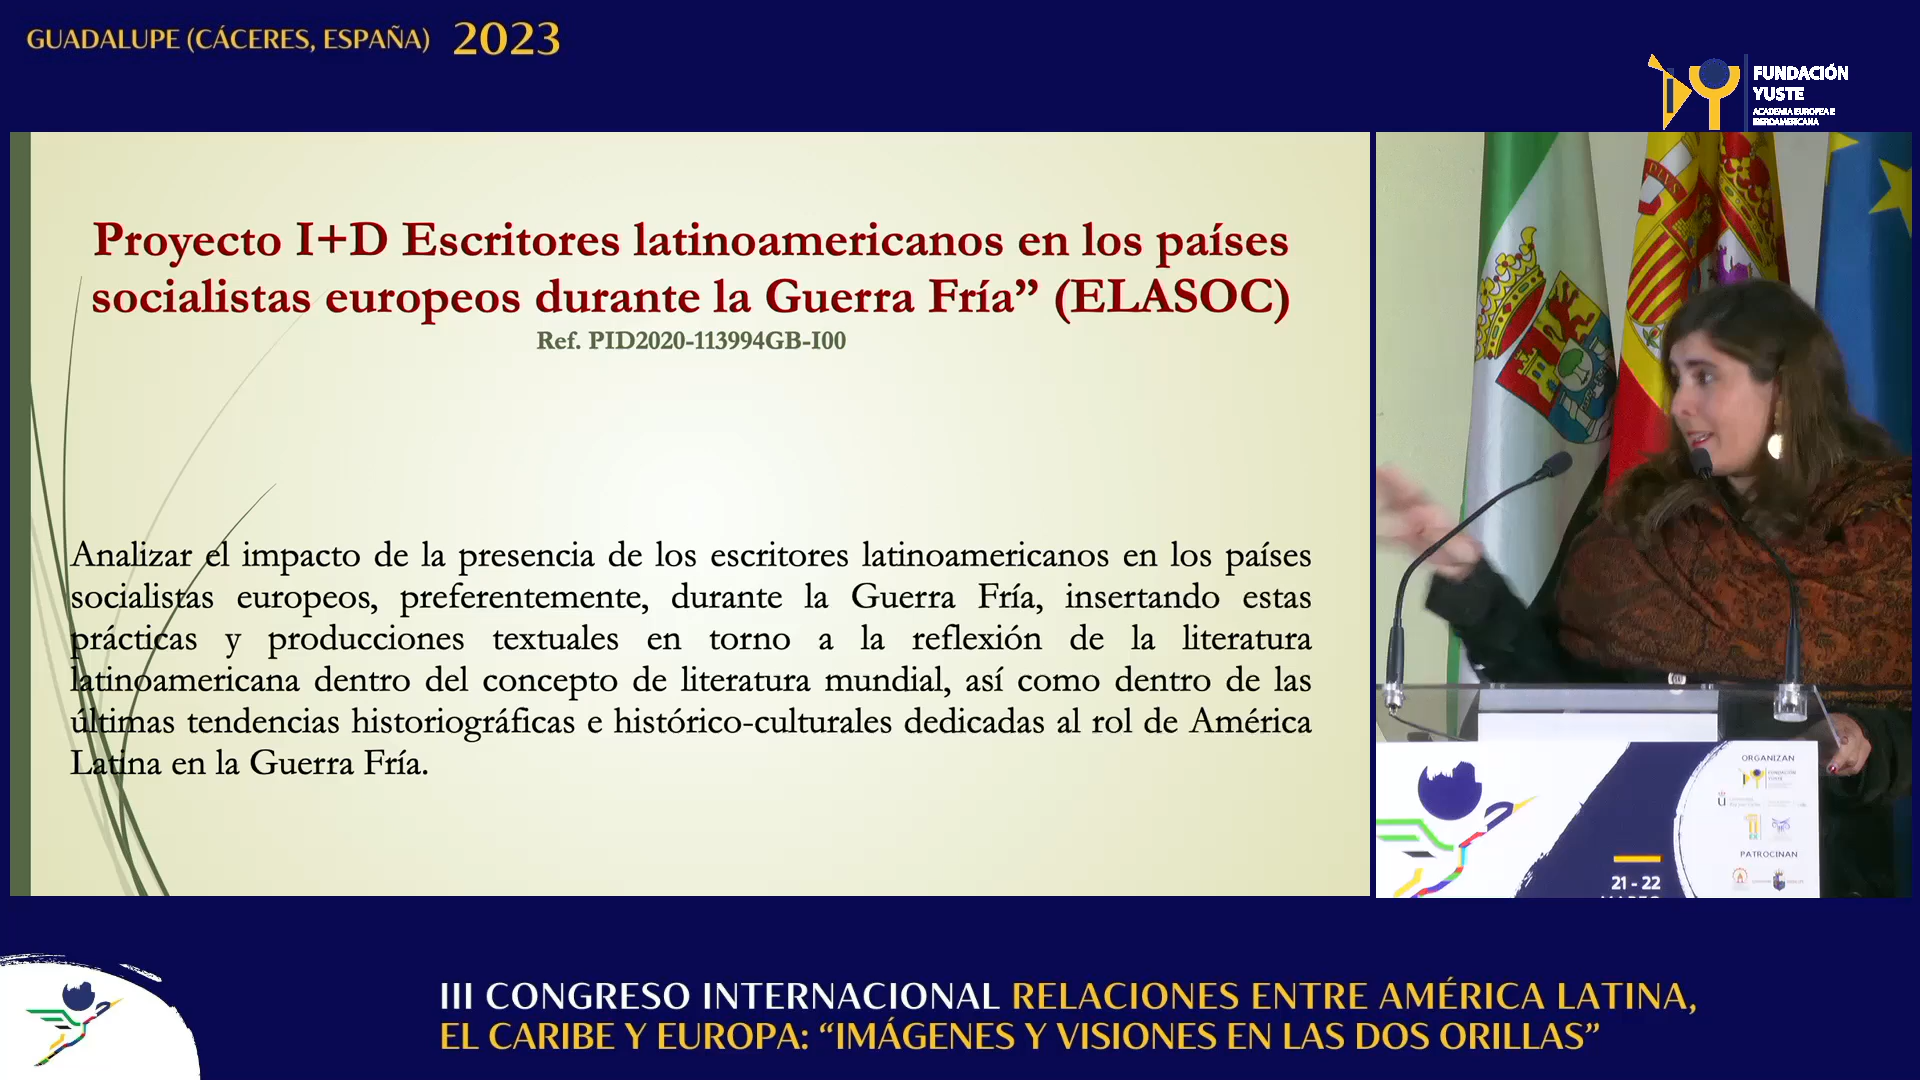 GUADALUPE (CÁCERES, ESPAÑA) 2023
FUNDACIÓN
YUSTE
ACADEMIA EUROPEA E
IBEROAMERICANA
Proyecto I+D Escritores latinoamericanos en los países
socialistas europeos durante la Guerra Fría” (ELASOC)
Ref. PID2020-113994GB-I00
Analizar el impacto de la presencia de los escritores latinoamericanos en los países
socialistas europeos, preferentemente, durante la Guerra Fría, insertando estas
prácticas y producciones textuales en torno a la reflexión de la literatura
latinoamericana dentro del concepto de literatura mundial, así como dentro de las
últimas tendencias historiográficas e histórico-culturales dedicadas al rol de América
Latina en la Guerra Fría.
ORGANIZAN
FUNDACIÓN
YUSTE
PATROCINAN
21 - 22
III CONGRESO INTERNACIONAL RELACIONES ENTRE AMÉRICA LATINA,
EL CARIBE Y EUROPA: “IMÁGENES Y VISIONES EN LAS DOS ORILLAS”